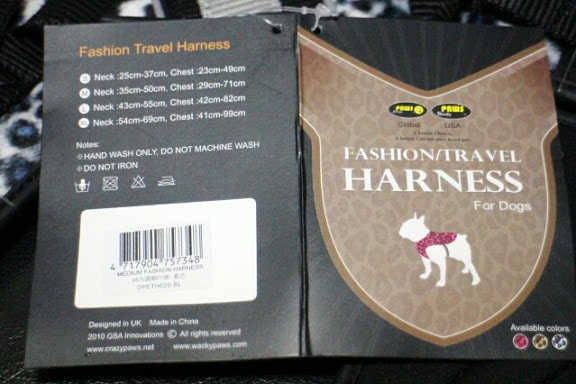 Fashion Travel Harness
S Neck :25cm-37cm, Chest :23cm-49cm
M Neck :35cm-50cm, Chest :29cm-71cm
L Neck :43cm-55cm, Chest :42cm-82cm
XL Neck :54cm-69cm, Chest :41cm-99cm
Notes:
※HAND WASH ONLY, DO NOT MACHINE WASH
※DO NOT IRON
4 717904 757348
MEDIUM FASHION HARNESS
DPETH020-BL
Designed in UK Made in China
2010 GSA Innovations © All rights reserved
www.crazypaws.net www.wackypaws.com
PAWS PAWS
Global USA
FASHION/TRAVEL
HARNESS
For Dogs
Available colors